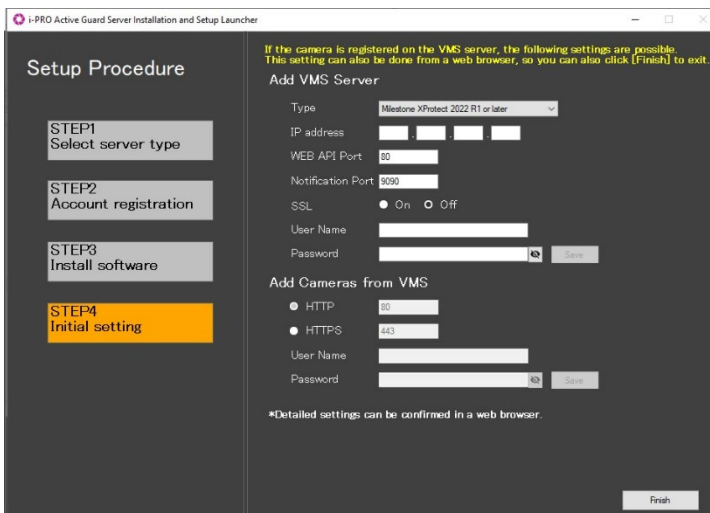 i-PRO Active Guard Server Installation and Setup Launcher
Setup Procedure
STEP1
Select server type
STEP2
Account registration
STEP3
Install software
STEP4
Initial setting
If the camera is registered on the VMS server, the following settings are possible.
This setting can also be done from a web browser, so you can also click [Finish] to exit.
Add VMS Server
Type Milestone XProtect 2022 R1 or later
IP address . . .
WEB API Port 80
Notification Port 9090
SSL On Off
User Name
Password Save
Add Cameras from VMS
HTTP 80
HTTPS 443
User Name
Password Save
*Detailed settings can be confirmed in a web browser.
Finish